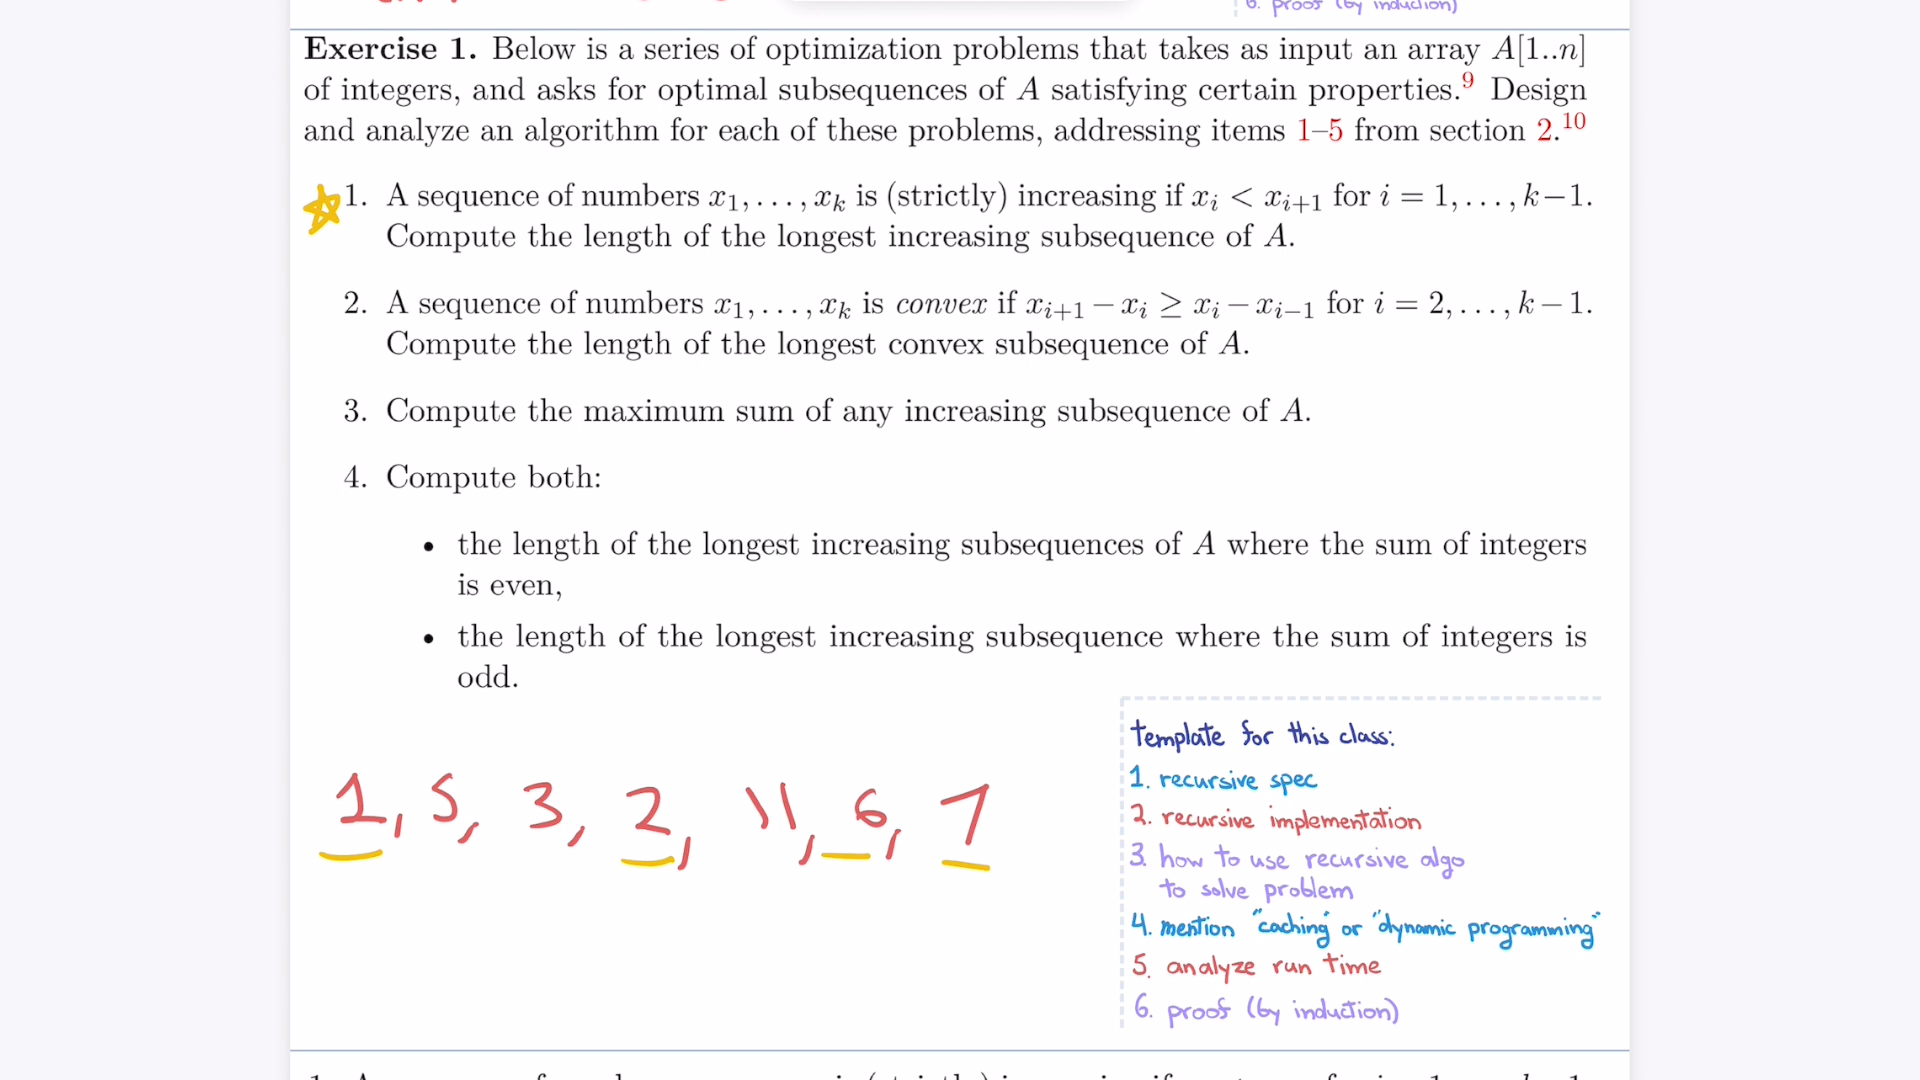 6. proof (by induction)
Exercise 1. Below is a series of optimization problems that takes as input an array A[1..n]
of integers, and asks for optimal subsequences of A satisfying certain properties.⁹ Design
and analyze an algorithm for each of these problems, addressing items 1–5 from section 2.¹⁰
1. A sequence of numbers x₁, . . . , xₖ is (strictly) increasing if xᵢ < xᵢ₊₁ for i = 1, . . . , k−1.
Compute the length of the longest increasing subsequence of A.
2. A sequence of numbers x₁, . . . , xₖ is convex if xᵢ₊₁ − xᵢ ≥ xᵢ − xᵢ₋₁ for i = 2, . . . , k − 1.
Compute the length of the longest convex subsequence of A.
3. Compute the maximum sum of any increasing subsequence of A.
4. Compute both:
• the length of the longest increasing subsequences of A where the sum of integers
is even,
• the length of the longest increasing subsequence where the sum of integers is
odd.
1, 5, 3, 2, 11, 6, 7
template for this class:
1. recursive spec
2. recursive implementation
3. how to use recursive algo
to solve problem
4. mention "caching" or "dynamic programming"
5. analyze run time
6. proof (by induction)